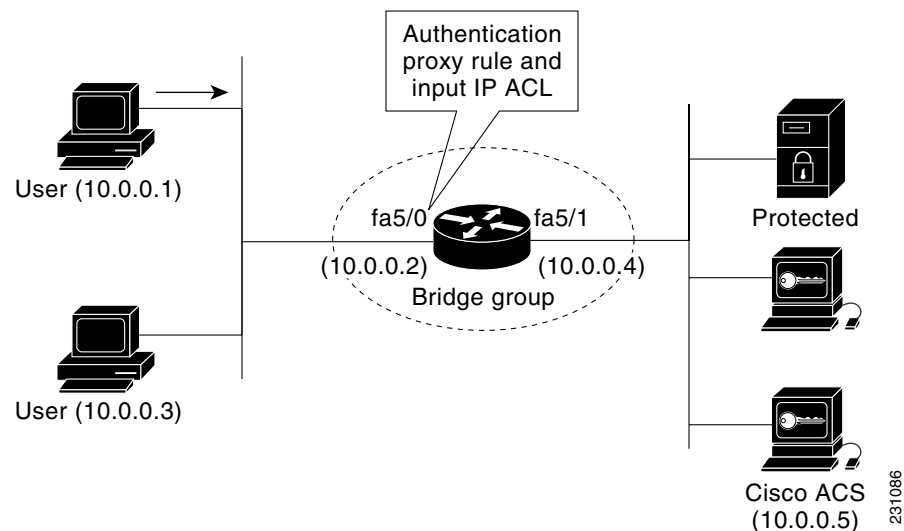 Authentication
proxy rule and
input IP ACL
User (10.0.0.1)
fa5/0
fa5/1
Protected
(10.0.0.2)
(10.0.0.4)
Bridge group
User (10.0.0.3)
Cisco ACS
(10.0.0.5)
231086